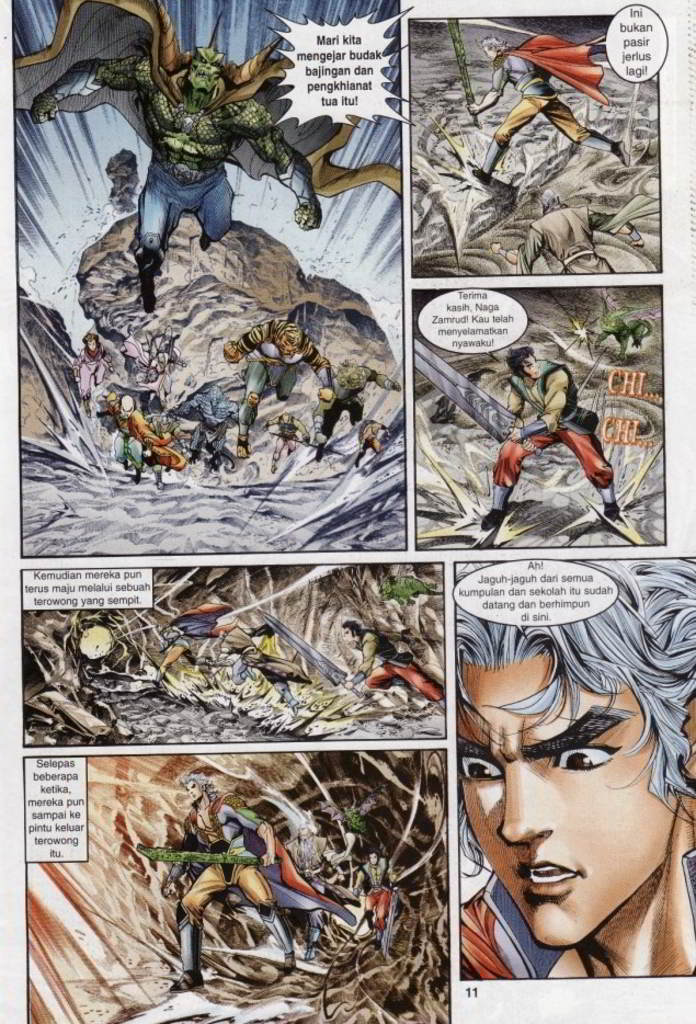 Mari kita
mengejar budak
bajingan dan
pengkhianat
tua itu!
Ini
bukan
pasir
jerlus
lagi!
Terima
kasih, Naga
Zamrud! Kau telah
menyelamatkan
nyawaku!
CHI...
CHI...
Kemudian mereka pun
terus maju melalui sebuah
terowong yang sempit.
Ah!
Jaguh-jaguh dari semua
kumpulan dan sekolah itu sudah
datang dan berhimpun
di sini.
Selepas
beberapa
ketika,
mereka pun
sampai ke
pintu keluar
terowong
itu.
11